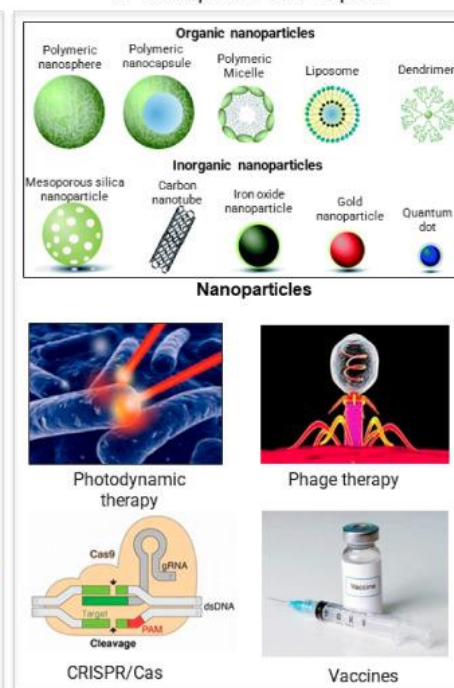 Organic nanoparticles
Polymeric
nanosphere
Polymeric
nanocapsule
Polymeric
Micelle
Liposome
Dendrimer
Inorganic nanoparticles
Mesoporous silica
nanoparticle
Carbon
nanotube
Iron oxide
nanoparticle
Gold
nanoparticle
Quantum
dot
Nanoparticles
Photodynamic
therapy
Phage therapy
Cas9
gRNA
Target
dsDNA
PAM
Cleavage
CRISPR/Cas
Vaccine
Vaccines